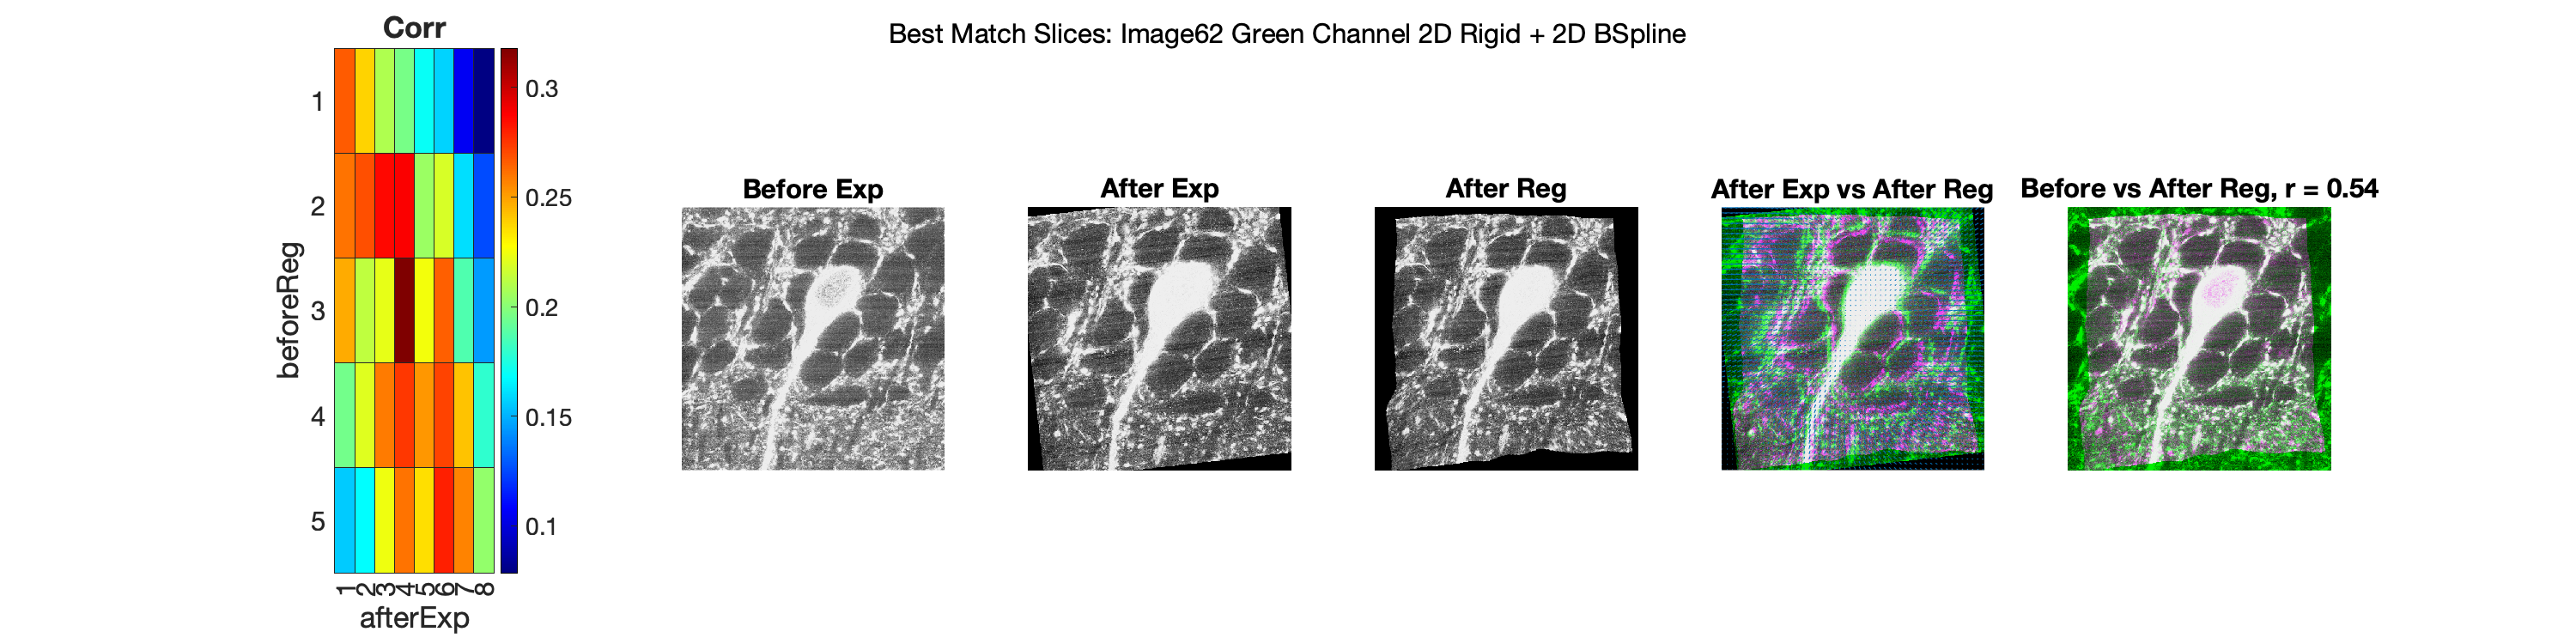 Best Match Slices: Image62 Green Channel 2D Rigid + 2D BSpline
Corr
beforeReg
1
2
3
4
5
1 2 3 4 5 6 7 8
afterExp
0.3
0.25
0.2
0.15
0.1
Before Exp
After Exp
After Reg
After Exp vs After Reg
Before vs After Reg, r = 0.54